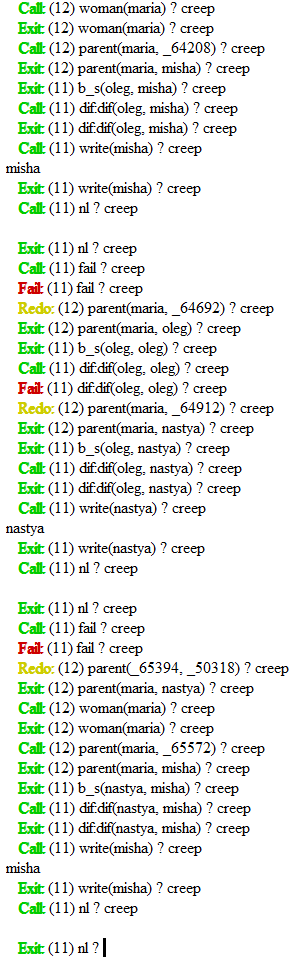 Call: (12) woman(maria) ? creep
Exit: (12) woman(maria) ? creep
Call: (12) parent(maria, _64208) ? creep
Exit: (12) parent(maria, misha) ? creep
Exit: (11) b_s(oleg, misha) ? creep
Call: (11) dif:dif(oleg, misha) ? creep
Exit: (11) dif:dif(oleg, misha) ? creep
Call: (11) write(misha) ? creep
misha
Exit: (11) write(misha) ? creep
Call: (11) nl ? creep
Exit: (11) nl ? creep
Call: (11) fail ? creep
Fail: (11) fail ? creep
Redo: (12) parent(maria, _64692) ? creep
Exit: (12) parent(maria, oleg) ? creep
Exit: (11) b_s(oleg, oleg) ? creep
Call: (11) dif:dif(oleg, oleg) ? creep
Fail: (11) dif:dif(oleg, oleg) ? creep
Redo: (12) parent(maria, _64912) ? creep
Exit: (12) parent(maria, nastya) ? creep
Exit: (11) b_s(oleg, nastya) ? creep
Call: (11) dif:dif(oleg, nastya) ? creep
Exit: (11) dif:dif(oleg, nastya) ? creep
Call: (11) write(nastya) ? creep
nastya
Exit: (11) write(nastya) ? creep
Call: (11) nl ? creep
Exit: (11) nl ? creep
Call: (11) fail ? creep
Fail: (11) fail ? creep
Redo: (12) parent(_65394, _50318) ? creep
Exit: (12) parent(maria, nastya) ? creep
Call: (12) woman(maria) ? creep
Exit: (12) woman(maria) ? creep
Call: (12) parent(maria, _65572) ? creep
Exit: (12) parent(maria, misha) ? creep
Exit: (11) b_s(nastya, misha) ? creep
Call: (11) dif:dif(nastya, misha) ? creep
Exit: (11) dif:dif(nastya, misha) ? creep
Call: (11) write(misha) ? creep
misha
Exit: (11) write(misha) ? creep
Call: (11) nl ? creep
Exit: (11) nl ?